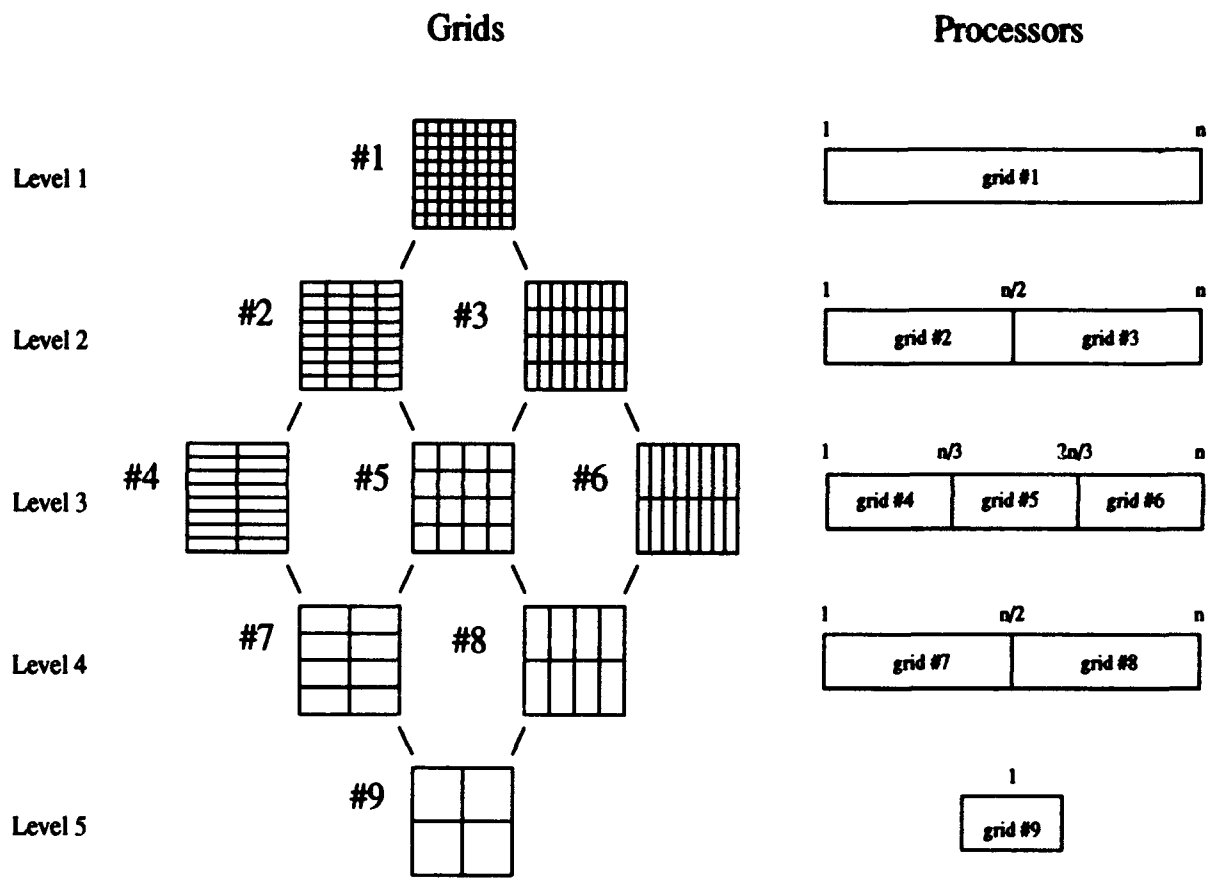 Grids Processors
#1
Level 1
1 n
grid #1
#2 #3
Level 2
1 n/2 n
grid #2 grid #3
#4 #5 #6
Level 3
1 n/3 2n/3 n
grid #4 grid #5 grid #6
#7 #8
Level 4
1 n/2 n
grid #7 grid #8
#9
Level 5
1
grid #9